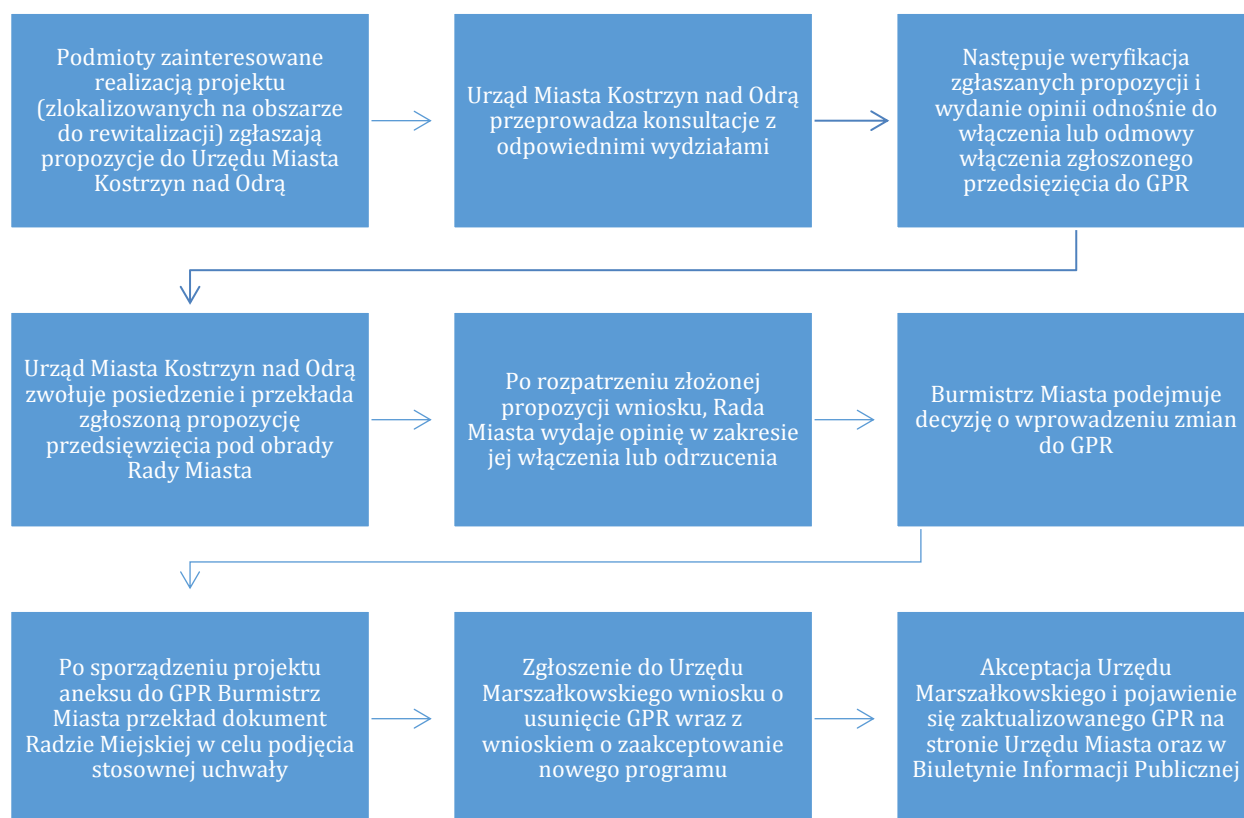 Podmioty zainteresowane
realizacją projektu
(zlokalizowanych na obszarze
do rewitalizacji) zgłaszają
propozycje do Urzędu Miasta
Kostrzyn nad Odrą
Urząd Miasta Kostrzyn nad Odrą
przeprowadza konsultacje z
odpowiednimi wydziałami
Następuje weryfikacja
zgłaszanych propozycji i
wydanie opinii odnośnie do
włączenia lub odmowy
włączenia zgłoszonego
przedsięzięcia do GPR
Urząd Miasta Kostrzyn nad Odrą
zwołuje posiedzenie i przekłada
zgłoszoną propozycję
przedsięwzięcia pod obrady
Rady Miasta
Po rozpatrzeniu złożonej
propozycji wniosku, Rada
Miasta wydaje opinię w zakresie
jej włączenia lub odrzucenia
Burmistrz Miasta podejmuje
decyzję o wprowadzeniu zmian
do GPR
Po sporządzeniu projektu
aneksu do GPR Burmistrz
Miasta przekład dokument
Radzie Miejskiej w celu podjęcia
stosownej uchwały
Zgłoszenie do Urzędu
Marszałkowskiego wniosku o
usunięcie GPR wraz z
wnioskiem o zaakceptowanie
nowego programu
Akceptacja Urzędu
Marszałkowskiego i pojawienie
się zaktualizowanego GPR na
stronie Urzędu Miasta oraz w
Biuletynie Informacji Publicznej